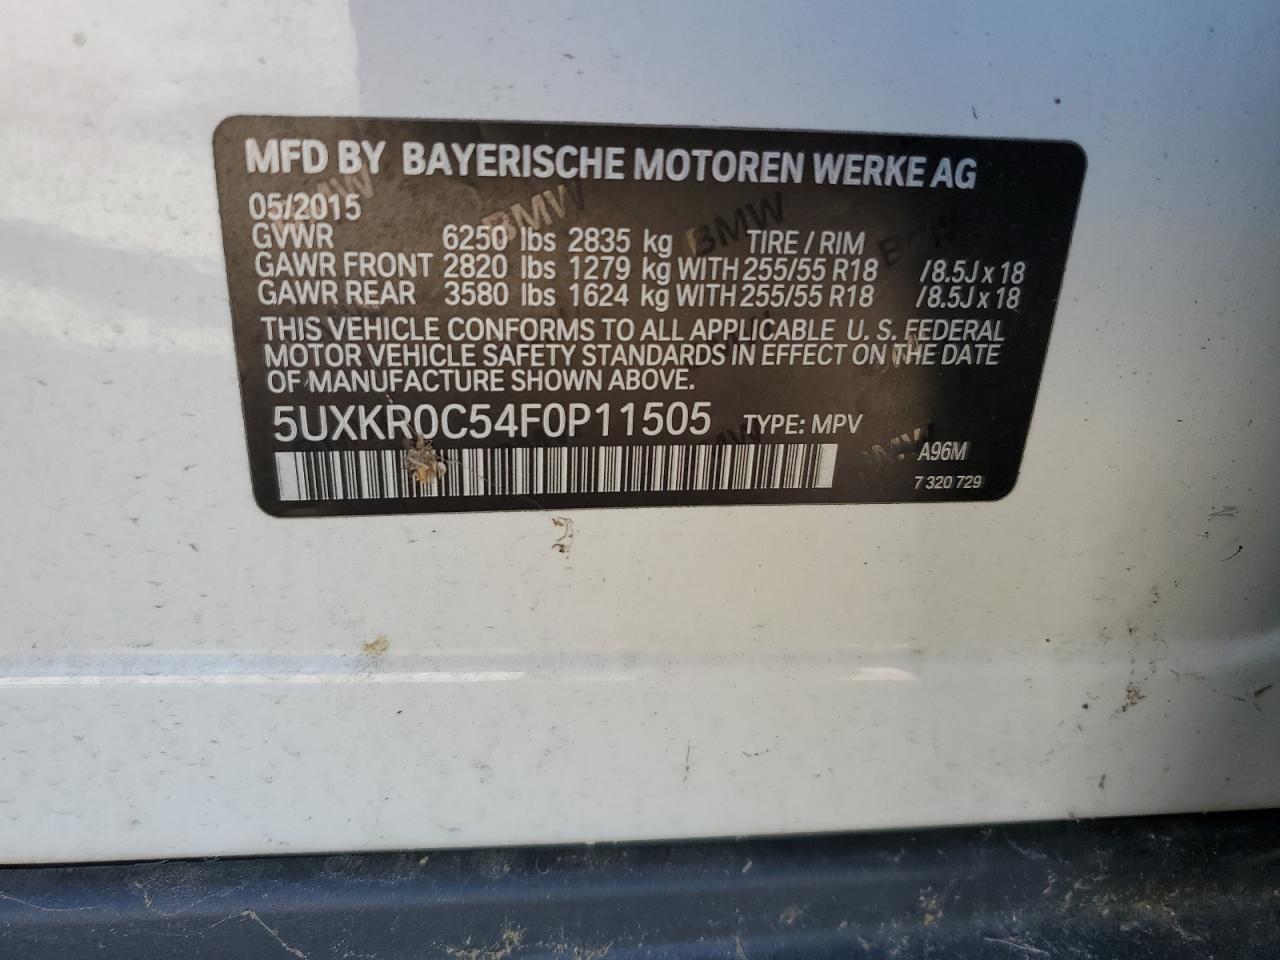 MFD BY BAYERISCHE MOTOREN WERKE AG
05/2015
GVWR 6250 lbs 2835 kg TIRE / RIM
GAWR FRONT 2820 lbs 1279 kg WITH 255/55 R18 /8.5J x 18
GAWR REAR 3580 lbs 1624 kg WITH 255/55 R18 /8.5J x 18
THIS VEHICLE CONFORMS TO ALL APPLICABLE U. S. FEDERAL
MOTOR VEHICLE SAFETY STANDARDS IN EFFECT ON THE DATE
OF MANUFACTURE SHOWN ABOVE.
5UXKR0C54F0P11505 TYPE: MPV
A96M
7 320 729